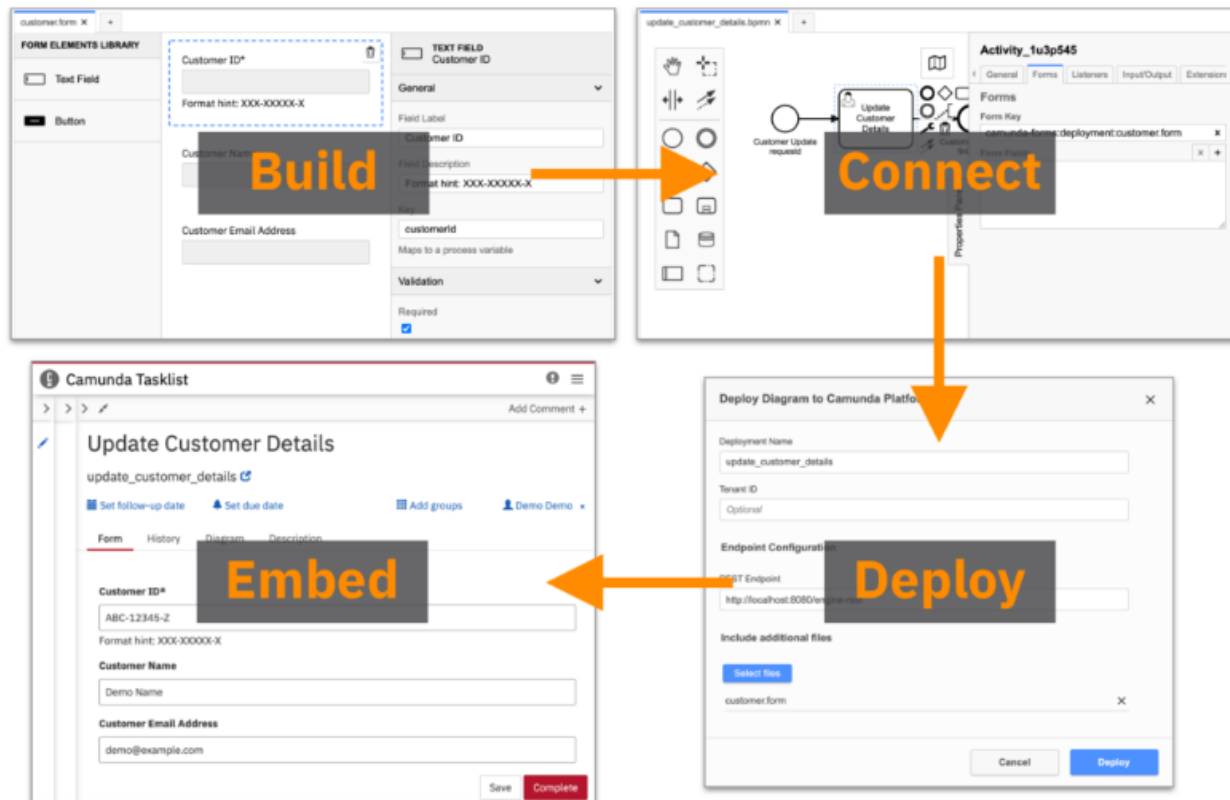 customer.form ×   +
FORM ELEMENTS LIBRARY
Text Field
Button
Customer ID*
Format hint: XXX-XXXXX-X
Customer Name
Customer Email Address
TEXT FIELD
Customer ID
General
Field Label
Customer ID
Field Description
Format hint: XXX-XXXXX-X
Key
customerId
Maps to a process variable
Validation
Required
Build
update_customer_details.bpmn ×   +
Customer Update
Update
Customer
Details
Activity_1u3p545
General Forms Listeners Input/Output Extension
Forms
Form Key
camunda-forms:deployment:customer.form ×
× +
Connect
Deploy Diagram to Camunda
×
Deployment Name
update_customer_details
Tenant ID
Optional
Endpoint Configuration
REST Endpoint
Include additional files
Select files
customer.form ×
Cancel Deploy
Deploy
Camunda Tasklist
Add Comment +
Update Customer Details
update_customer_details
Set follow-up date Set due date Add groups Demo Demo ×
Form History Diagram Description
Customer ID*
ABC-12345-Z
Format hint: XXX-XXXXX-X
Customer Name
Demo Name
Customer Email Address
demo@example.com
Save Complete
Embed